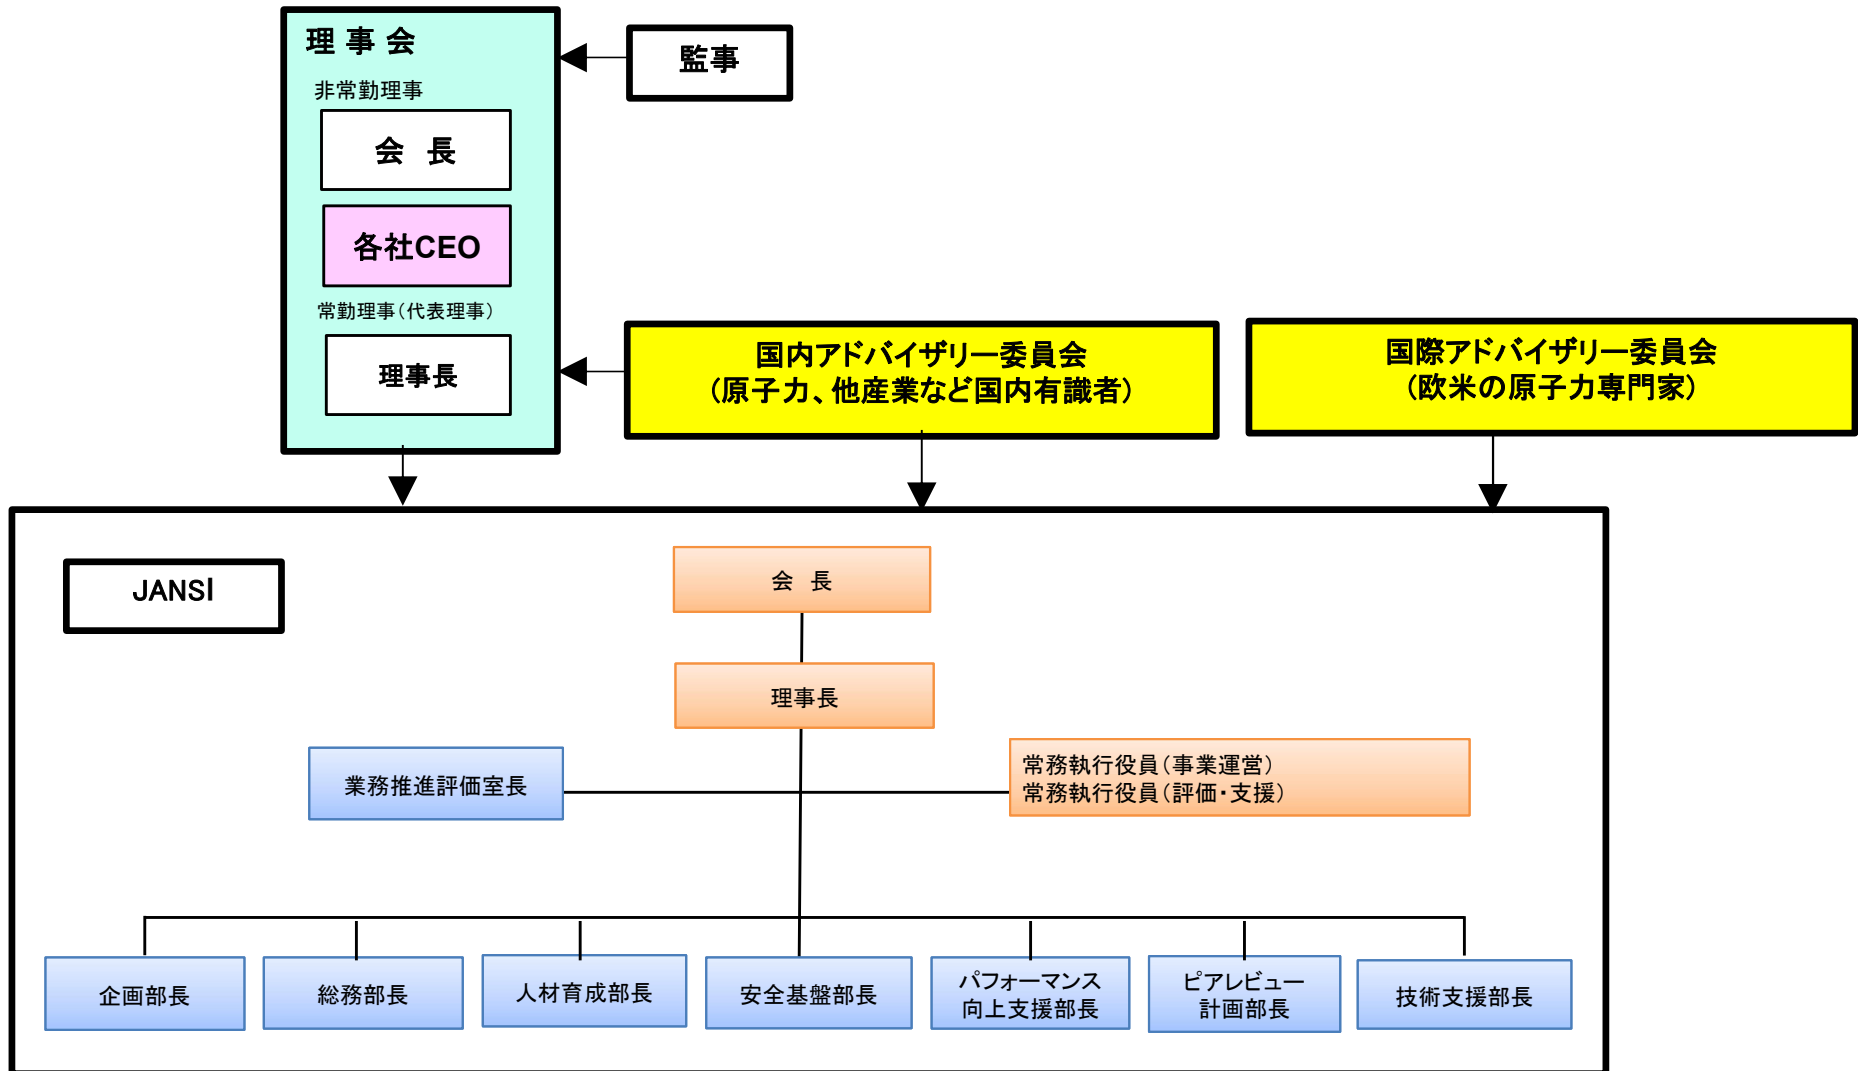 理 事 会
監事
非常勤理事
会 長
各社CEO
常勤理事(代表理事)
理事長
国内アドバイザリー委員会
(原子力、他産業など国内有識者)
国際アドバイザリー委員会
(欧米の原子力専門家)
JANSI
会 長
理事長
業務推進評価室長
常務執行役員(事業運営)
常務執行役員(評価・支援)
企画部長
総務部長
人材育成部長
安全基盤部長
パフォーマンス
向上支援部長
ピアレビュー
計画部長
技術支援部長